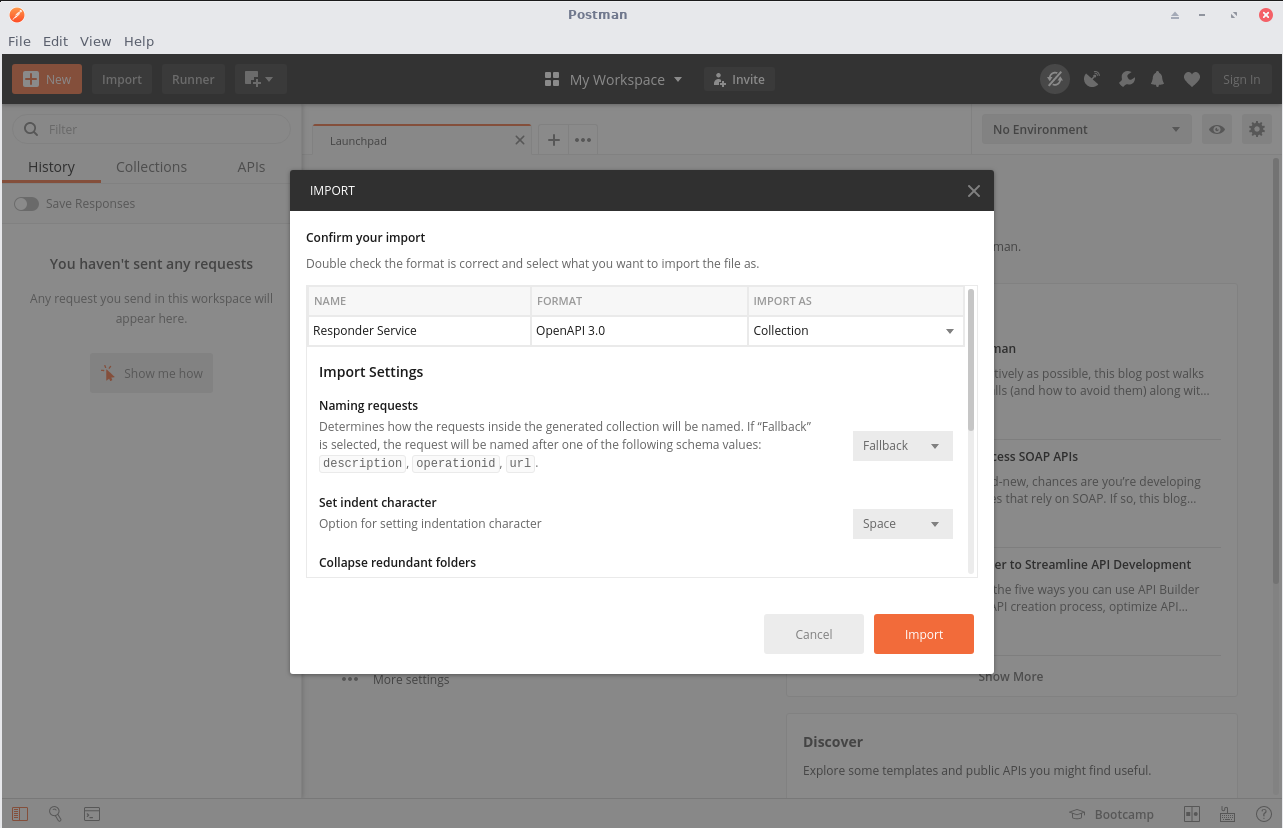 Postman
File Edit View Help
New Import Runner My Workspace Invite Sign In
Filter
Launchpad
No Environment
History Collections APIs
Save Responses
You haven't sent any requests
Any request you send in this workspace will
appear here.
Show me how
IMPORT
Confirm your import
Double check the format is correct and select what you want to import the file as.
NAME FORMAT IMPORT AS
Responder Service OpenAPI 3.0 Collection
Import Settings
Naming requests
Determines how the requests inside the generated collection will be named. If “Fallback”
is selected, the request will be named after one of the following schema values:
description, operationid, url.
Fallback
Set indent character
Option for setting indentation character
Space
Collapse redundant folders
Cancel Import
man.
man
tively as possible, this blog post walks
lls (and how to avoid them) along wit...
cess SOAP APIs
d-new, chances are you're developing
es that rely on SOAP. If so, this blog...
er to Streamline API Development
the five ways you can use API Builder
API creation process, optimize API...
Show More
More settings
Discover
Explore some templates and public APIs you might find useful.
Bootcamp